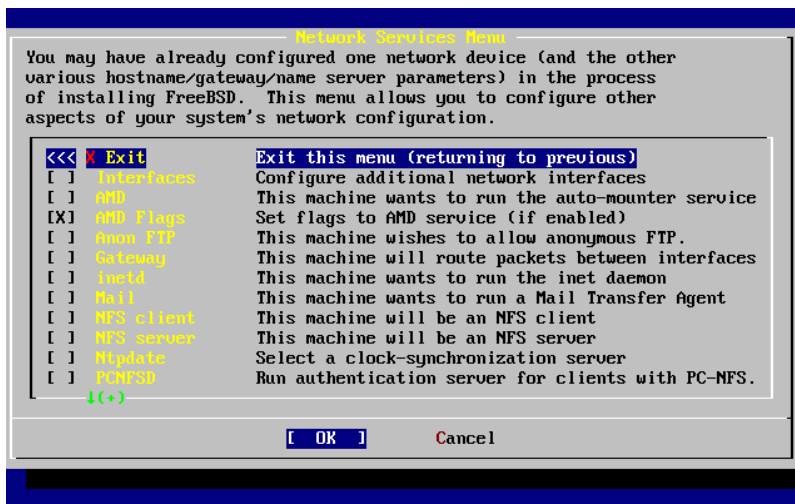 Network Services Menu
You may have already configured one network device (and the other
various hostname/gateway/name server parameters) in the process
of installing FreeBSD.  This menu allows you to configure other
aspects of your system's network configuration.
<<< X Exit Exit this menu (returning to previous)
[ ] Interfaces Configure additional network interfaces
[ ] AMD This machine wants to run the auto-mounter service
[X] AMD Flags Set flags to AMD service (if enabled)
[ ] Anon FTP This machine wishes to allow anonymous FTP.
[ ] Gateway This machine will route packets between interfaces
[ ] inetd This machine wants to run the inet daemon
[ ] Mail This machine wants to run a Mail Transfer Agent
[ ] NFS client This machine will be an NFS client
[ ] NFS server This machine will be an NFS server
[ ] Ntpdate Select a clock-synchronization server
[ ] PCNFSD Run authentication server for clients with PC-NFS.
↓(+)
[ OK ] Cancel